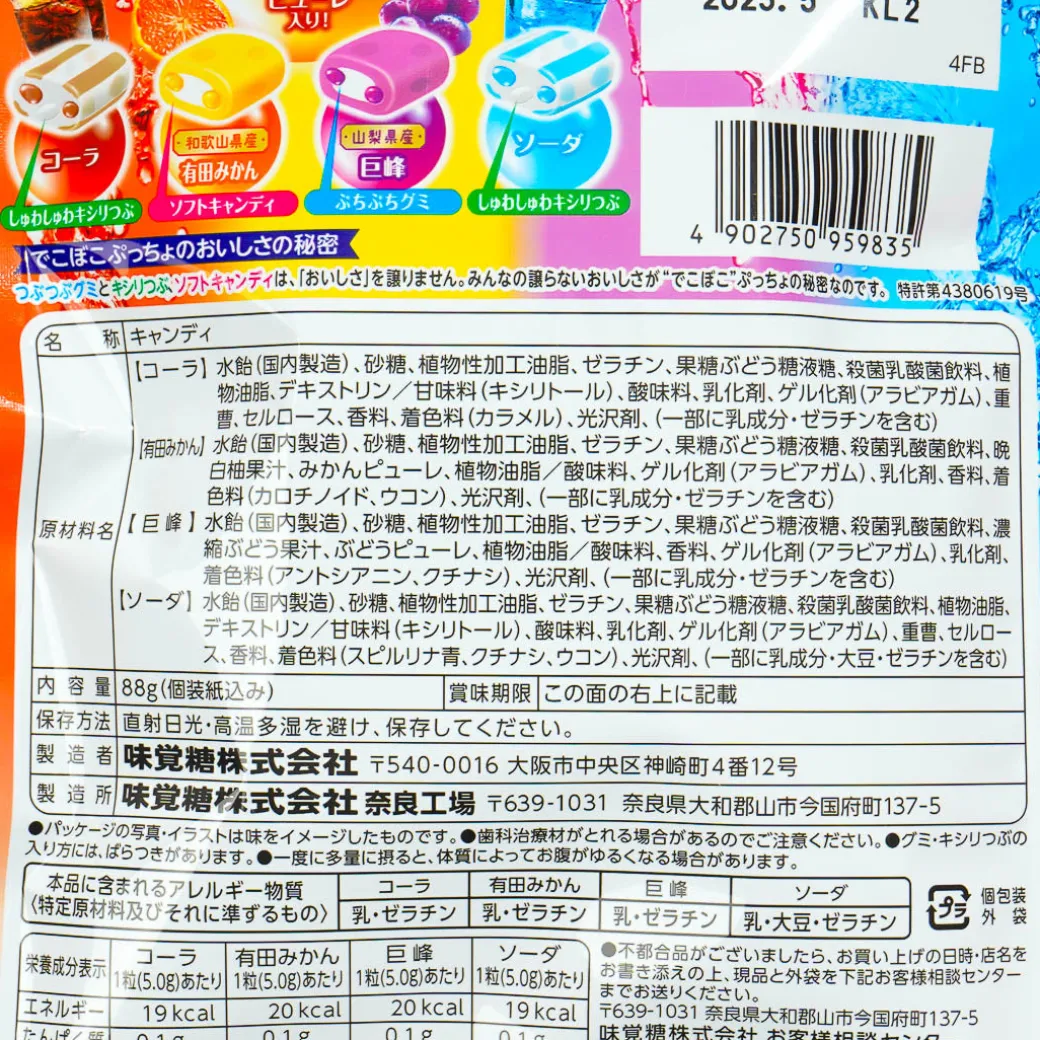 ピューレ
入り!
2023. 5 KL2
4FB
コーラ
しゅわしゅわキシリつぶ
和歌山県産
有田みかん
ソフトキャンディ
山梨県産
巨峰
ぷちぷちグミ
ソーダ
しゅわしゅわキシリつぶ
4 902750 959835
でこぼこぷっちょのおいしさの秘密
つぶつぶグミとキシリつぶ、ソフトキャンディは、「おいしさ」を譲りません。みんなの譲らないおいしさが"でこぼこ"ぷっちょの秘密なのです。 特許第4380619号
名称 キャンディ
原材料名
【コーラ】水飴(国内製造)、砂糖、植物性加工油脂、ゼラチン、果糖ぶどう糖液糖、殺菌乳酸菌飲料、植
物油脂、デキストリン/甘味料(キシリトール)、酸味料、乳化剤、ゲル化剤(アラビアガム)、重
曹、セルロース、香料、着色料(カラメル)、光沢剤、(一部に乳成分・ゼラチンを含む)
【有田みかん】水飴(国内製造)、砂糖、植物性加工油脂、ゼラチン、果糖ぶどう糖液糖、殺菌乳酸菌飲料、晩
白柚果汁、みかんピューレ、植物油脂/酸味料、ゲル化剤(アラビアガム)、乳化剤、香料、着
色料(カロチノイド、ウコン)、光沢剤、(一部に乳成分・ゼラチンを含む)
【巨峰】水飴(国内製造)、砂糖、植物性加工油脂、ゼラチン、果糖ぶどう糖液糖、殺菌乳酸菌飲料、濃
縮ぶどう果汁、ぶどうピューレ、植物油脂/酸味料、香料、ゲル化剤(アラビアガム)、乳化剤、
着色料(アントシアニン、クチナシ)、光沢剤、(一部に乳成分・ゼラチンを含む)
【ソーダ】水飴(国内製造)、砂糖、植物性加工油脂、ゼラチン、果糖ぶどう糖液糖、殺菌乳酸菌飲料、植物油脂、
デキストリン/甘味料(キシリトール)、酸味料、乳化剤、ゲル化剤(アラビアガム)、重曹、セルロー
ス、香料、着色料(スピルリナ青、クチナシ、ウコン)、光沢剤、(一部に乳成分・大豆・ゼラチンを含む)
内容量 88g(個装紙込み) 賞味期限 この面の右上に記載
保存方法 直射日光・高温多湿を避け、保存してください。
製造者 味覚糖株式会社 〒540-0016 大阪市中央区神崎町4番12号
製造所 味覚糖株式会社 奈良工場 〒639-1031 奈良県大和郡山市今国府町137-5
●パッケージの写真・イラストは味をイメージしたものです。●歯科治療材がとれる場合があるのでご注意ください。●グミ・キシリつぶの
入り方には、ばらつきがあります。●一度に多量に摂ると、体質によってお腹がゆるくなる場合があります。
本品に含まれるアレルギー物質
〈特定原材料及びそれに準ずるもの〉
コーラ 有田みかん 巨峰 ソーダ
乳・ゼラチン 乳・ゼラチン 乳・ゼラチン 乳・大豆・ゼラチン
プラ
個包装
外袋
栄養成分表示
コーラ 有田みかん 巨峰 ソーダ
1粒(5.0g)あたり 1粒(5.0g)あたり 1粒(5.0g)あたり 1粒(5.0g)あたり
エネルギー 19kcal 20kcal 20kcal 19kcal
たんぱく質 0.1g 0.1g 0.1g 0.1g
●不都合品がございましたら、お買い上げの日時・店名を
お書き添えの上、現品と外袋を下記お客様相談センター
までお送りください。
〒639-1031 奈良県大和郡山市今国府町137-5
味覚糖株式会社 お客様相談センター